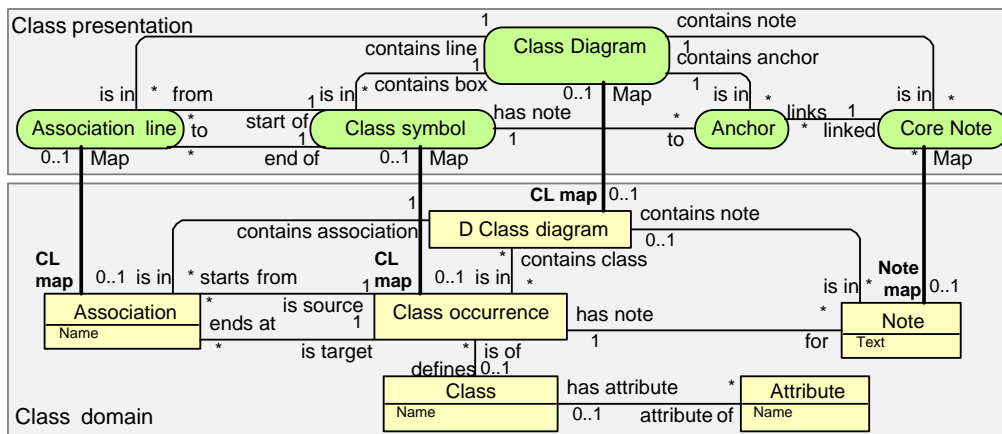 Class presentation
1
contains note
contains line
Class Diagram
1
contains anchor
1
contains box
0..1
Map
1
is in
*
from
1
is in
*
is in
*
links
1
is in
*
Association line
*
to
start of
Class symbol
has note
*
Anchor
*
linked
Core Note
1
to
0..1
Map
*
end of
1
0..1
Map
*
Map
CL map
0..1
1
contains note
contains association
D Class diagram
0..1
CL
map
CL
map
*
contains class
Note
map
0..1
is in
*
starts from
0..1
is in
*
is in
*
0..1
Association
*
is source
1
Class occurrence
has note
*
Note
Name
ends at
1
1
for
Text
*
is target
*
is of
defines
0..1
Class
has attribute
*
Attribute
Name
0..1
attribute of
Name
Class domain